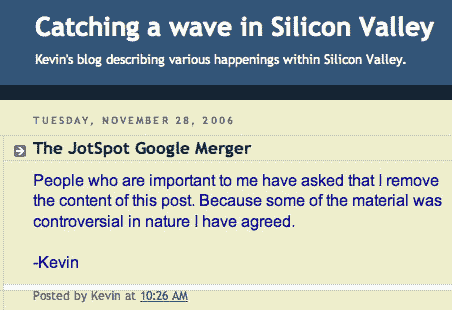 Catching a wave in Silicon Valley
Kevin's blog describing various happenings within Silicon Valley.
TUESDAY, NOVEMBER 28, 2006
The JotSpot Google Merger
People who are important to me have asked that I remove
the content of this post. Because some of the material was
controversial in nature I have agreed.
-Kevin
Posted by Kevin at 10:26 AM